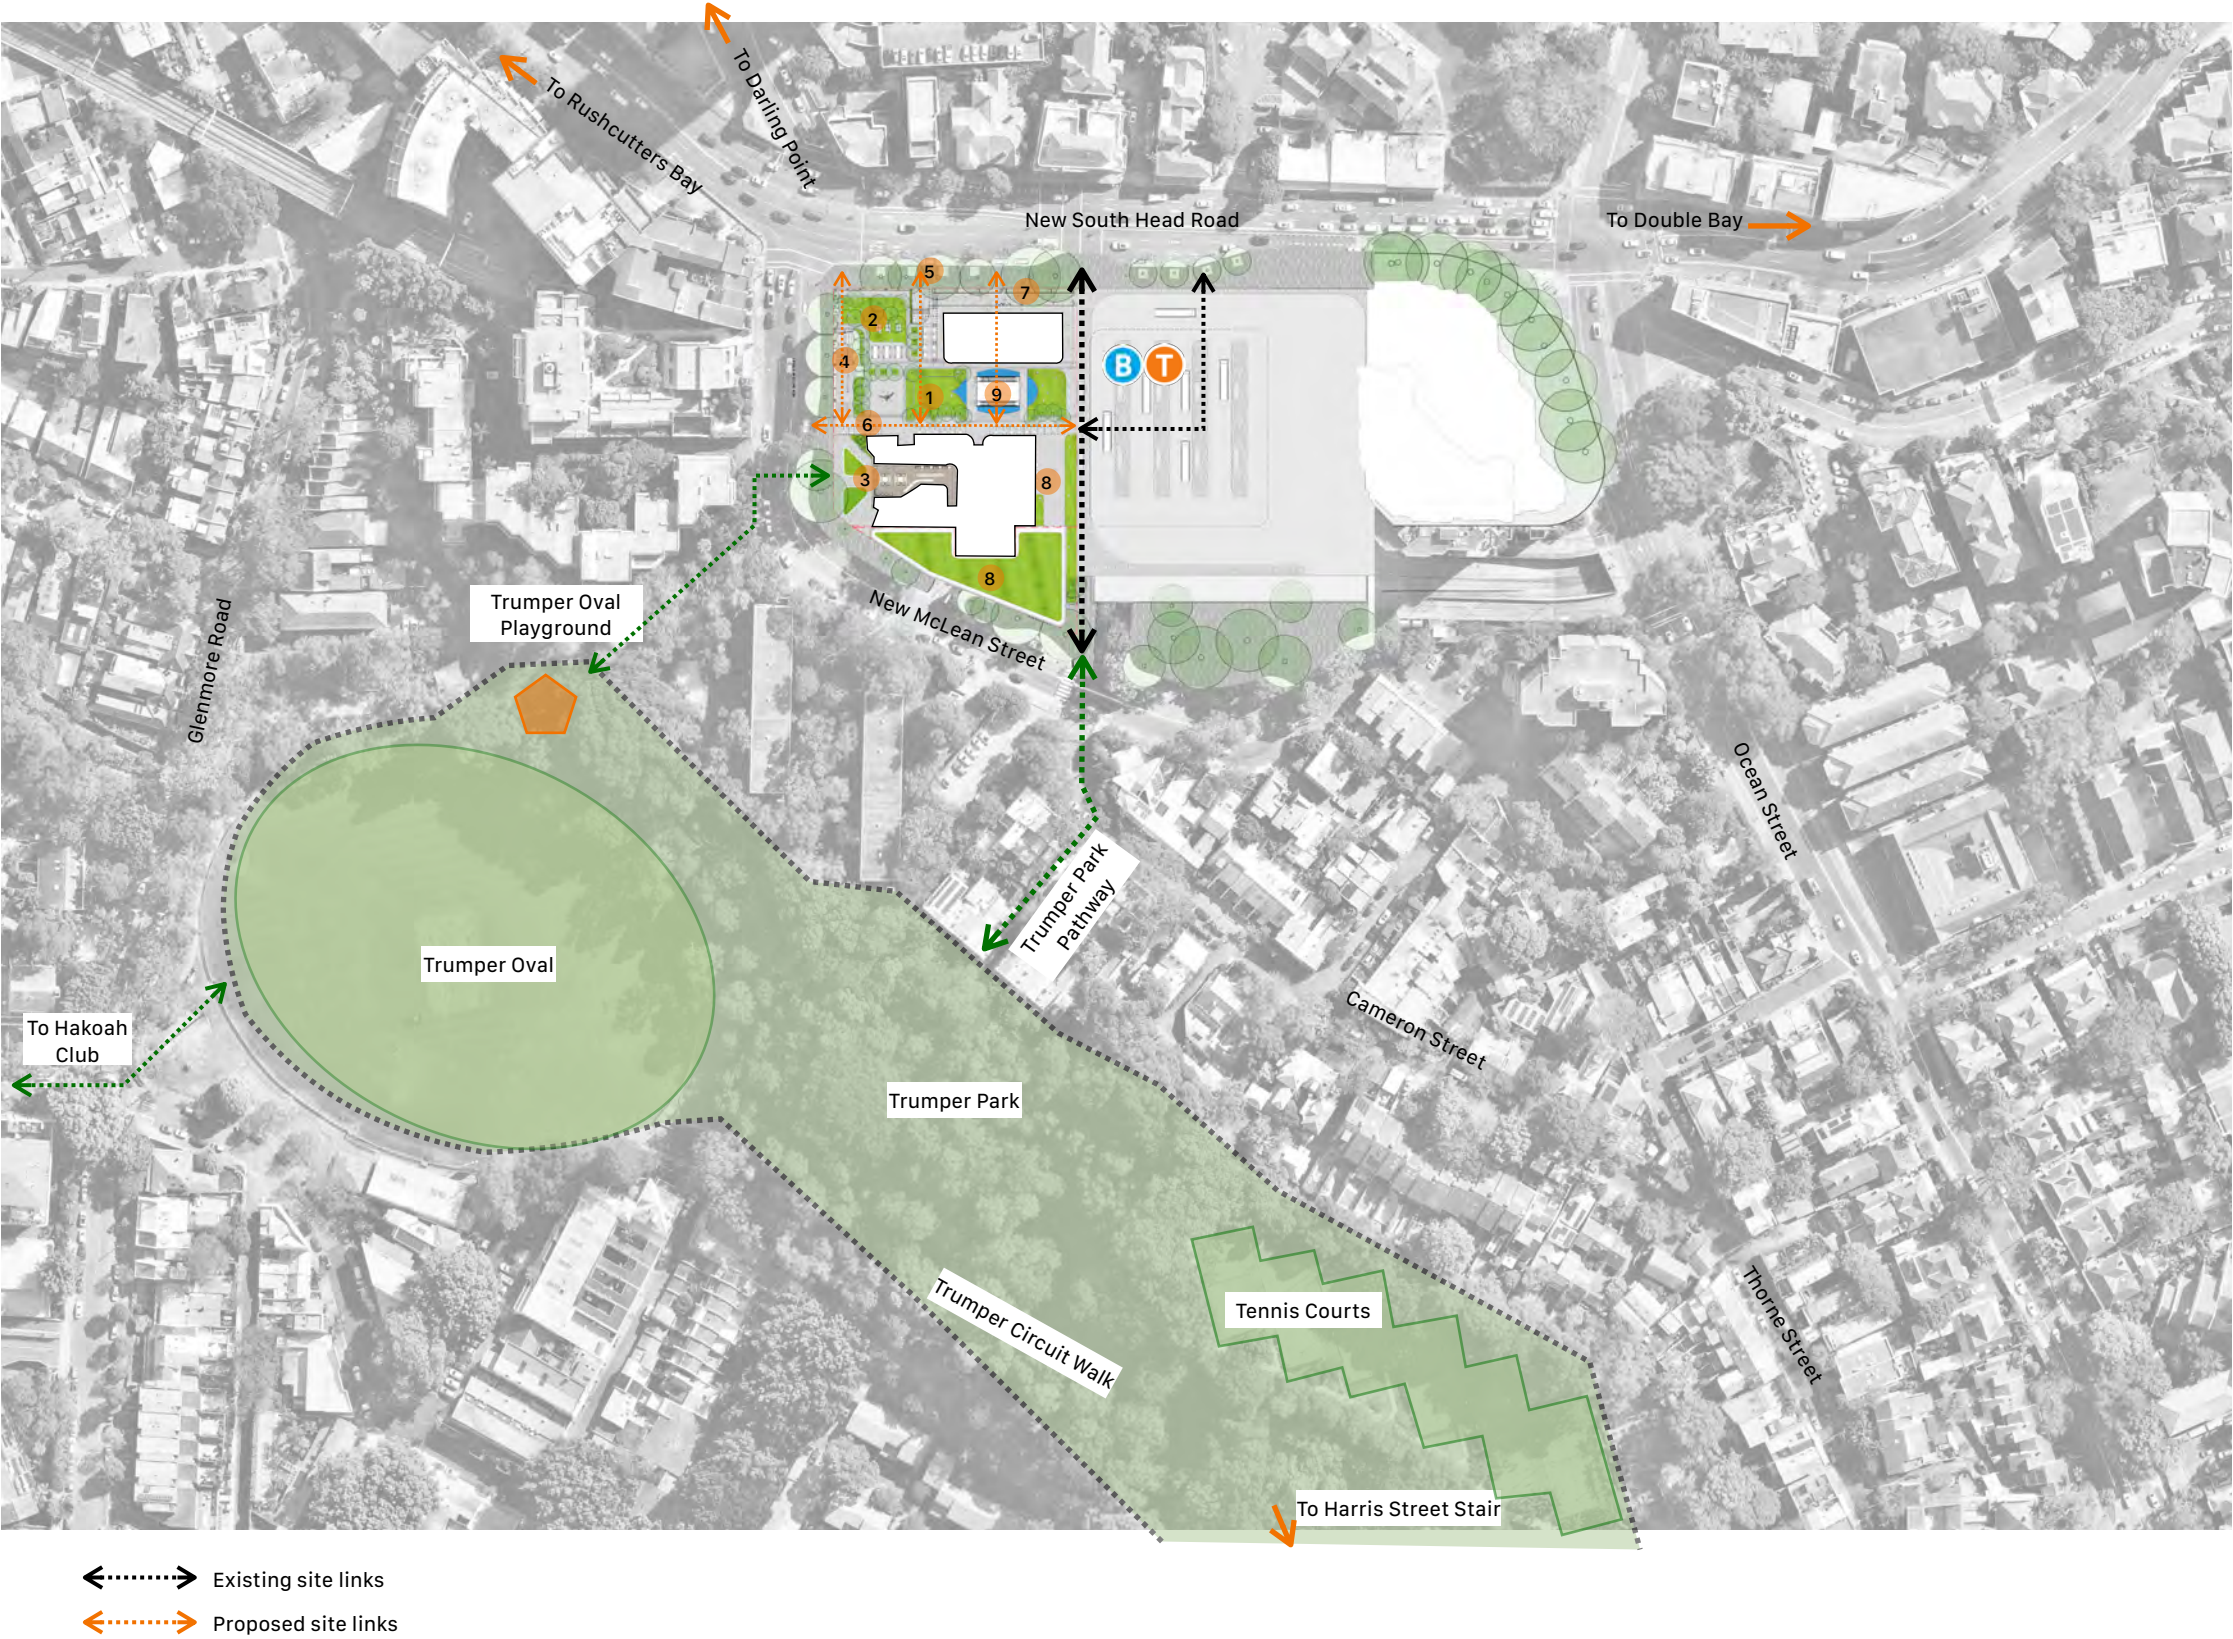 To Darling Point
To Rushcutters Bay
New South Head Road
To Double Bay
5
7
2
4
B
T
1
9
6
3
8
8
Trumper Oval
Playground
New McLean Street
Glenmore Road
Ocean Street
Trumper Park
Pathway
Trumper Oval
Cameron Street
To Hakoah
Club
Trumper Park
Trumper Circuit Walk
Tennis Courts
Thorne Street
To Harris Street Stair
Existing site links
Proposed site links